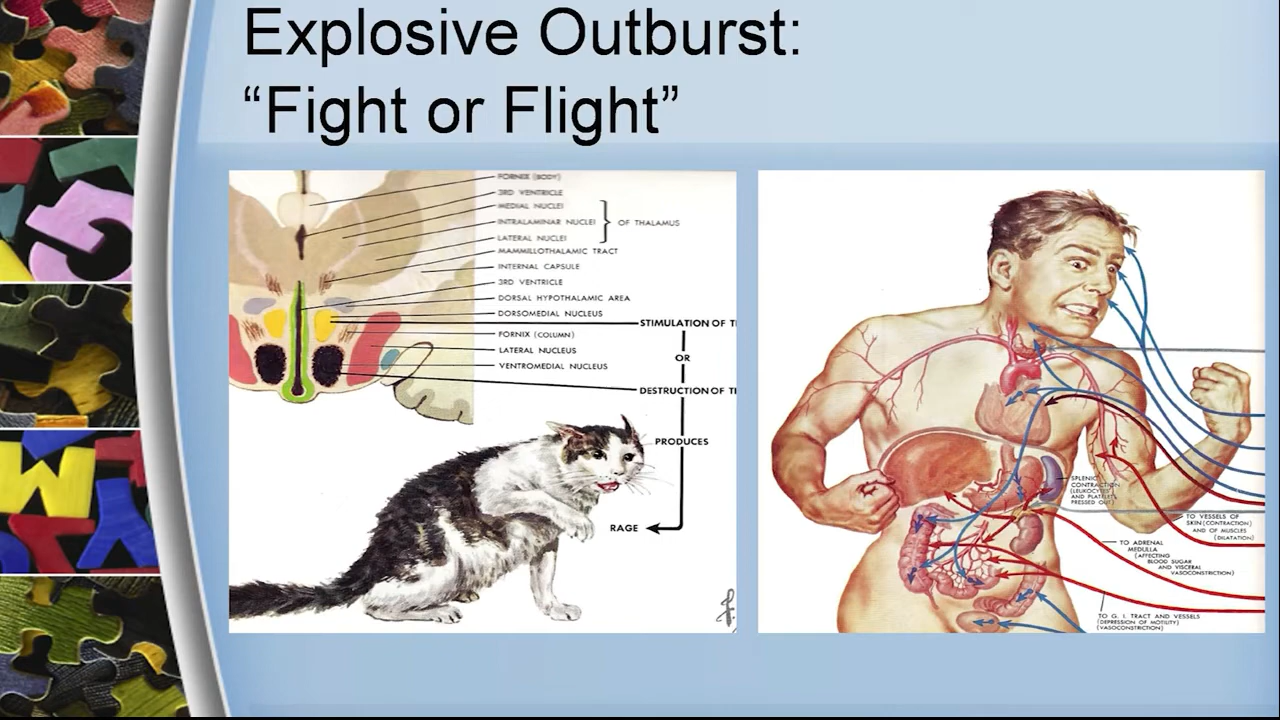 Explosive Outburst:
“Fight or Flight”
FORNIX (BODY)
3RD VENTRICLE
MEDIAL NUCLEI
INTRALAMINAR NUCLEI
OF THALAMUS
LATERAL NUCLEI
MAMMILLOTHALAMIC TRACT
INTERNAL CAPSULE
3RD VENTRICLE
DORSAL HYPOTHALAMIC AREA
DORSOMEDIAL NUCLEUS
STIMULATION OF
FORNIX (COLUMN)
LATERAL NUCLEUS
OR
VENTROMEDIAL NUCLEUS
DESTRUCTION OF
PRODUCES
RAGE
SPLENIC
CONTRACTION
(LEUKOCYTES
AND PLATELETS
PRESSED OUT)
TO VESSELS OF
SKIN (CONTRACTION)
AND OF MUSCLES
(DILATATION)
TO ADRENAL
MEDULLA
(AFFECTING
BLOOD SUGAR
AND VISCERAL
VASOCONSTRICTION)
TO G. I. TRACT AND VESSELS
(DEPRESSION OF MOTILITY)
(VASOCONSTRICTION)